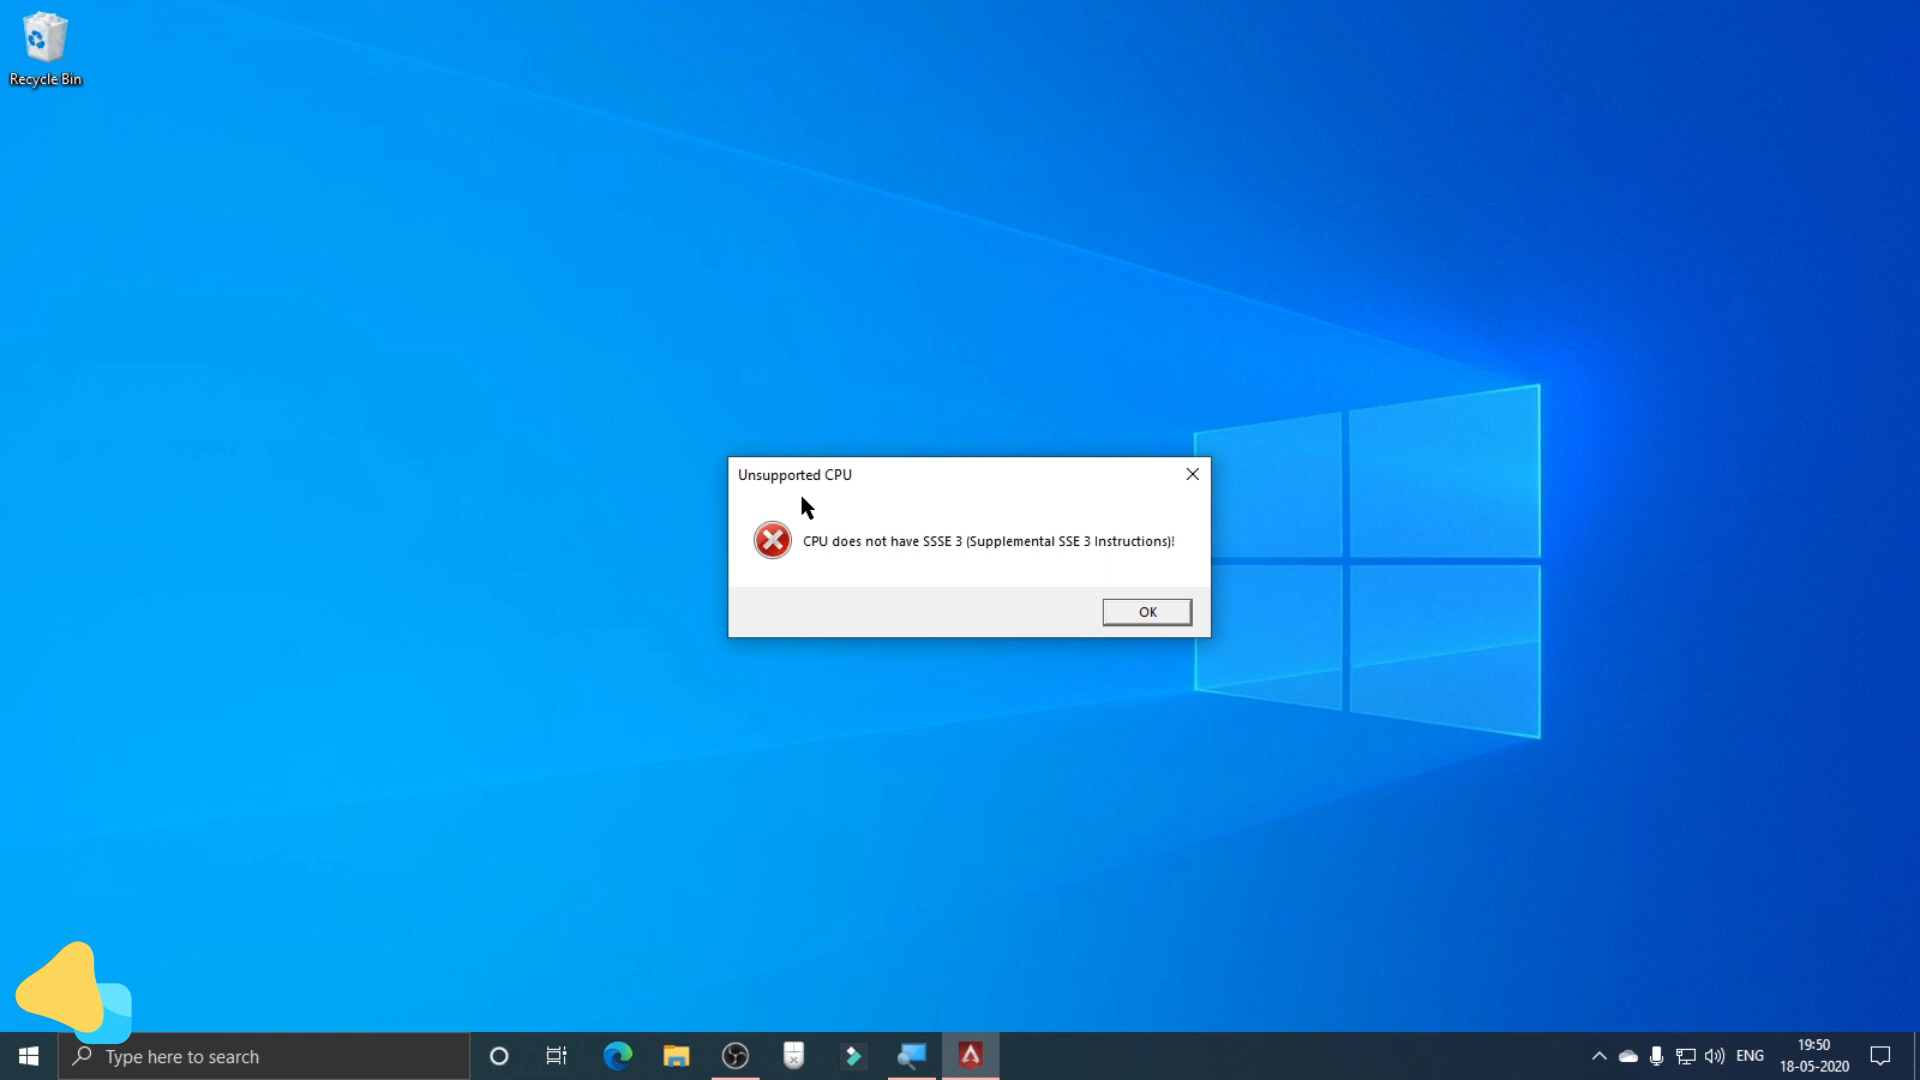 Recycle Bin
Unsupported CPU
CPU does not have SSSE 3 (Supplemental SSE 3 Instructions)!
OK
Type here to search
ENG
19:50
18-05-2020